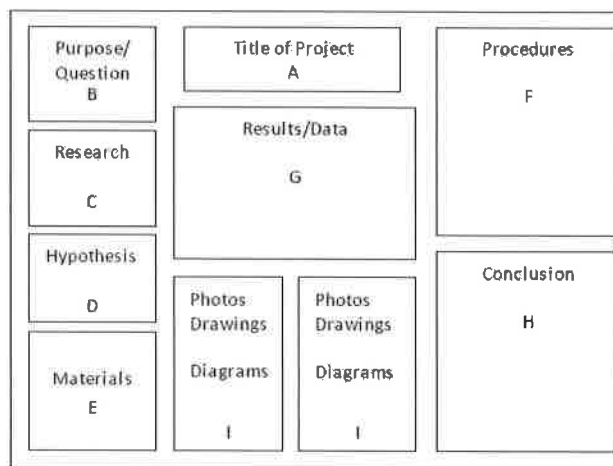 Purpose/
Question
B
Research
C
Hypothesis
D
Materials
E
Title of Project
A
Results/Data
G
Photos
Drawings
Diagrams
I
Photos
Drawings
Diagrams
I
Procedures
F
Conclusion
H